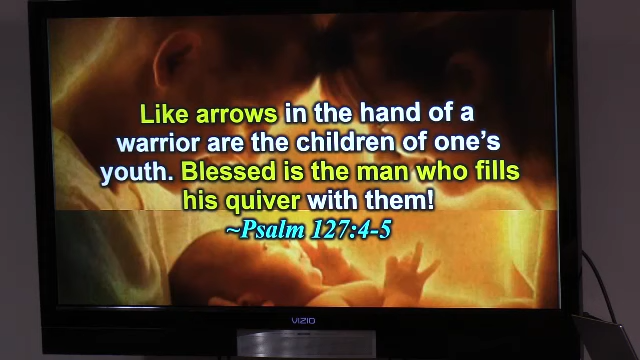 Like arrows in the hand of a
warrior are the children of one's
youth. Blessed is the man who fills
his quiver with them!
~Psalm 127:4-5
VIZIO